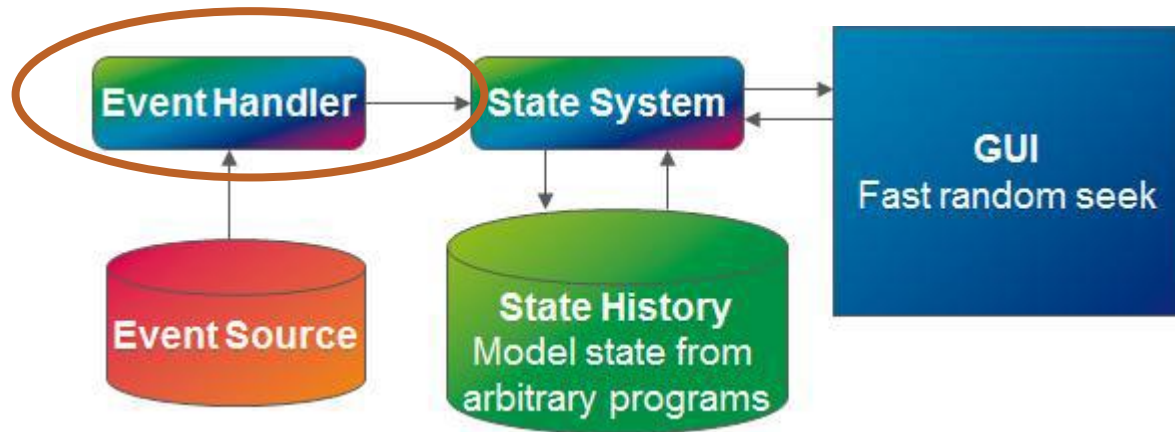 Event Handler
State System
GUI
Fast random seek
Event Source
State History
Model state from
arbitrary programs